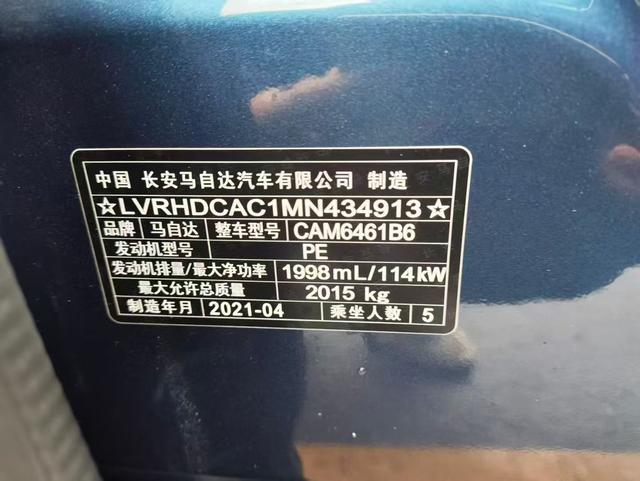 中国 长安马自达汽车有限公司 制造
☆LVRHDCAC1MN434913☆
品牌 马自达 整车型号 CAM6461B6
发动机型号 PE
发动机排量/最大净功率 1998mL/114kW
最大允许总质量 2015 kg
制造年月 2021-04 乘坐人数 5